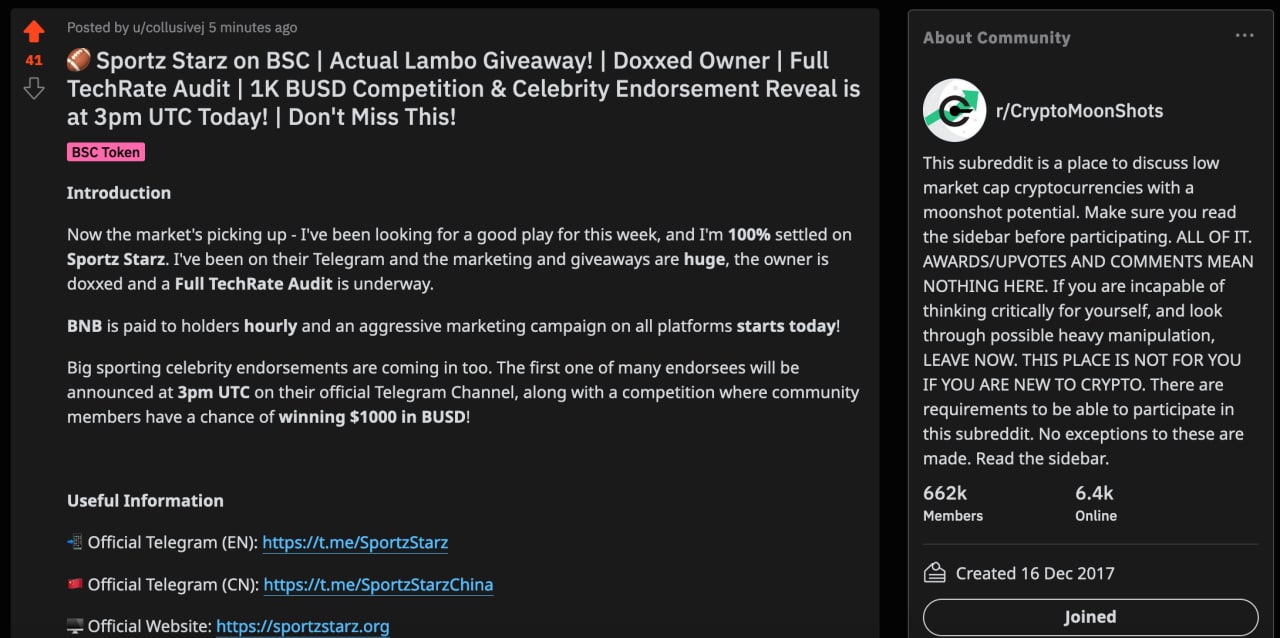 Posted by u/collusivej 5 minutes ago
41
🏈 Sportz Starz on BSC | Actual Lambo Giveaway! | Doxxed Owner | Full
TechRate Audit | 1K BUSD Competition & Celebrity Endorsement Reveal is
at 3pm UTC Today! | Don't Miss This!
BSC Token
Introduction
Now the market's picking up - I've been looking for a good play for this week, and I'm 100% settled on
Sportz Starz. I've been on their Telegram and the marketing and giveaways are huge, the owner is
doxxed and a Full TechRate Audit is underway.
BNB is paid to holders hourly and an aggressive marketing campaign on all platforms starts today!
Big sporting celebrity endorsements are coming in too. The first one of many endorsees will be
announced at 3pm UTC on their official Telegram Channel, along with a competition where community
members have a chance of winning $1000 in BUSD!
Useful Information
📲 Official Telegram (EN): https://t.me/SportzStarz
🇨🇳 Official Telegram (CN): https://t.me/SportzStarzChina
🖥️ Official Website: https://sportzstarz.org
About Community
r/CryptoMoonShots
This subreddit is a place to discuss low
market cap cryptocurrencies with a
moonshot potential. Make sure you read
the sidebar before participating. ALL OF IT.
AWARDS/UPVOTES AND COMMENTS MEAN
NOTHING HERE. If you are incapable of
thinking critically for yourself, and look
through possible heavy manipulation,
LEAVE NOW. THIS PLACE IS NOT FOR YOU
IF YOU ARE NEW TO CRYPTO. There are
requirements to be able to participate in
this subreddit. No exceptions to these are
made. Read the sidebar.
662k 6.4k
Members Online
Created 16 Dec 2017
Joined